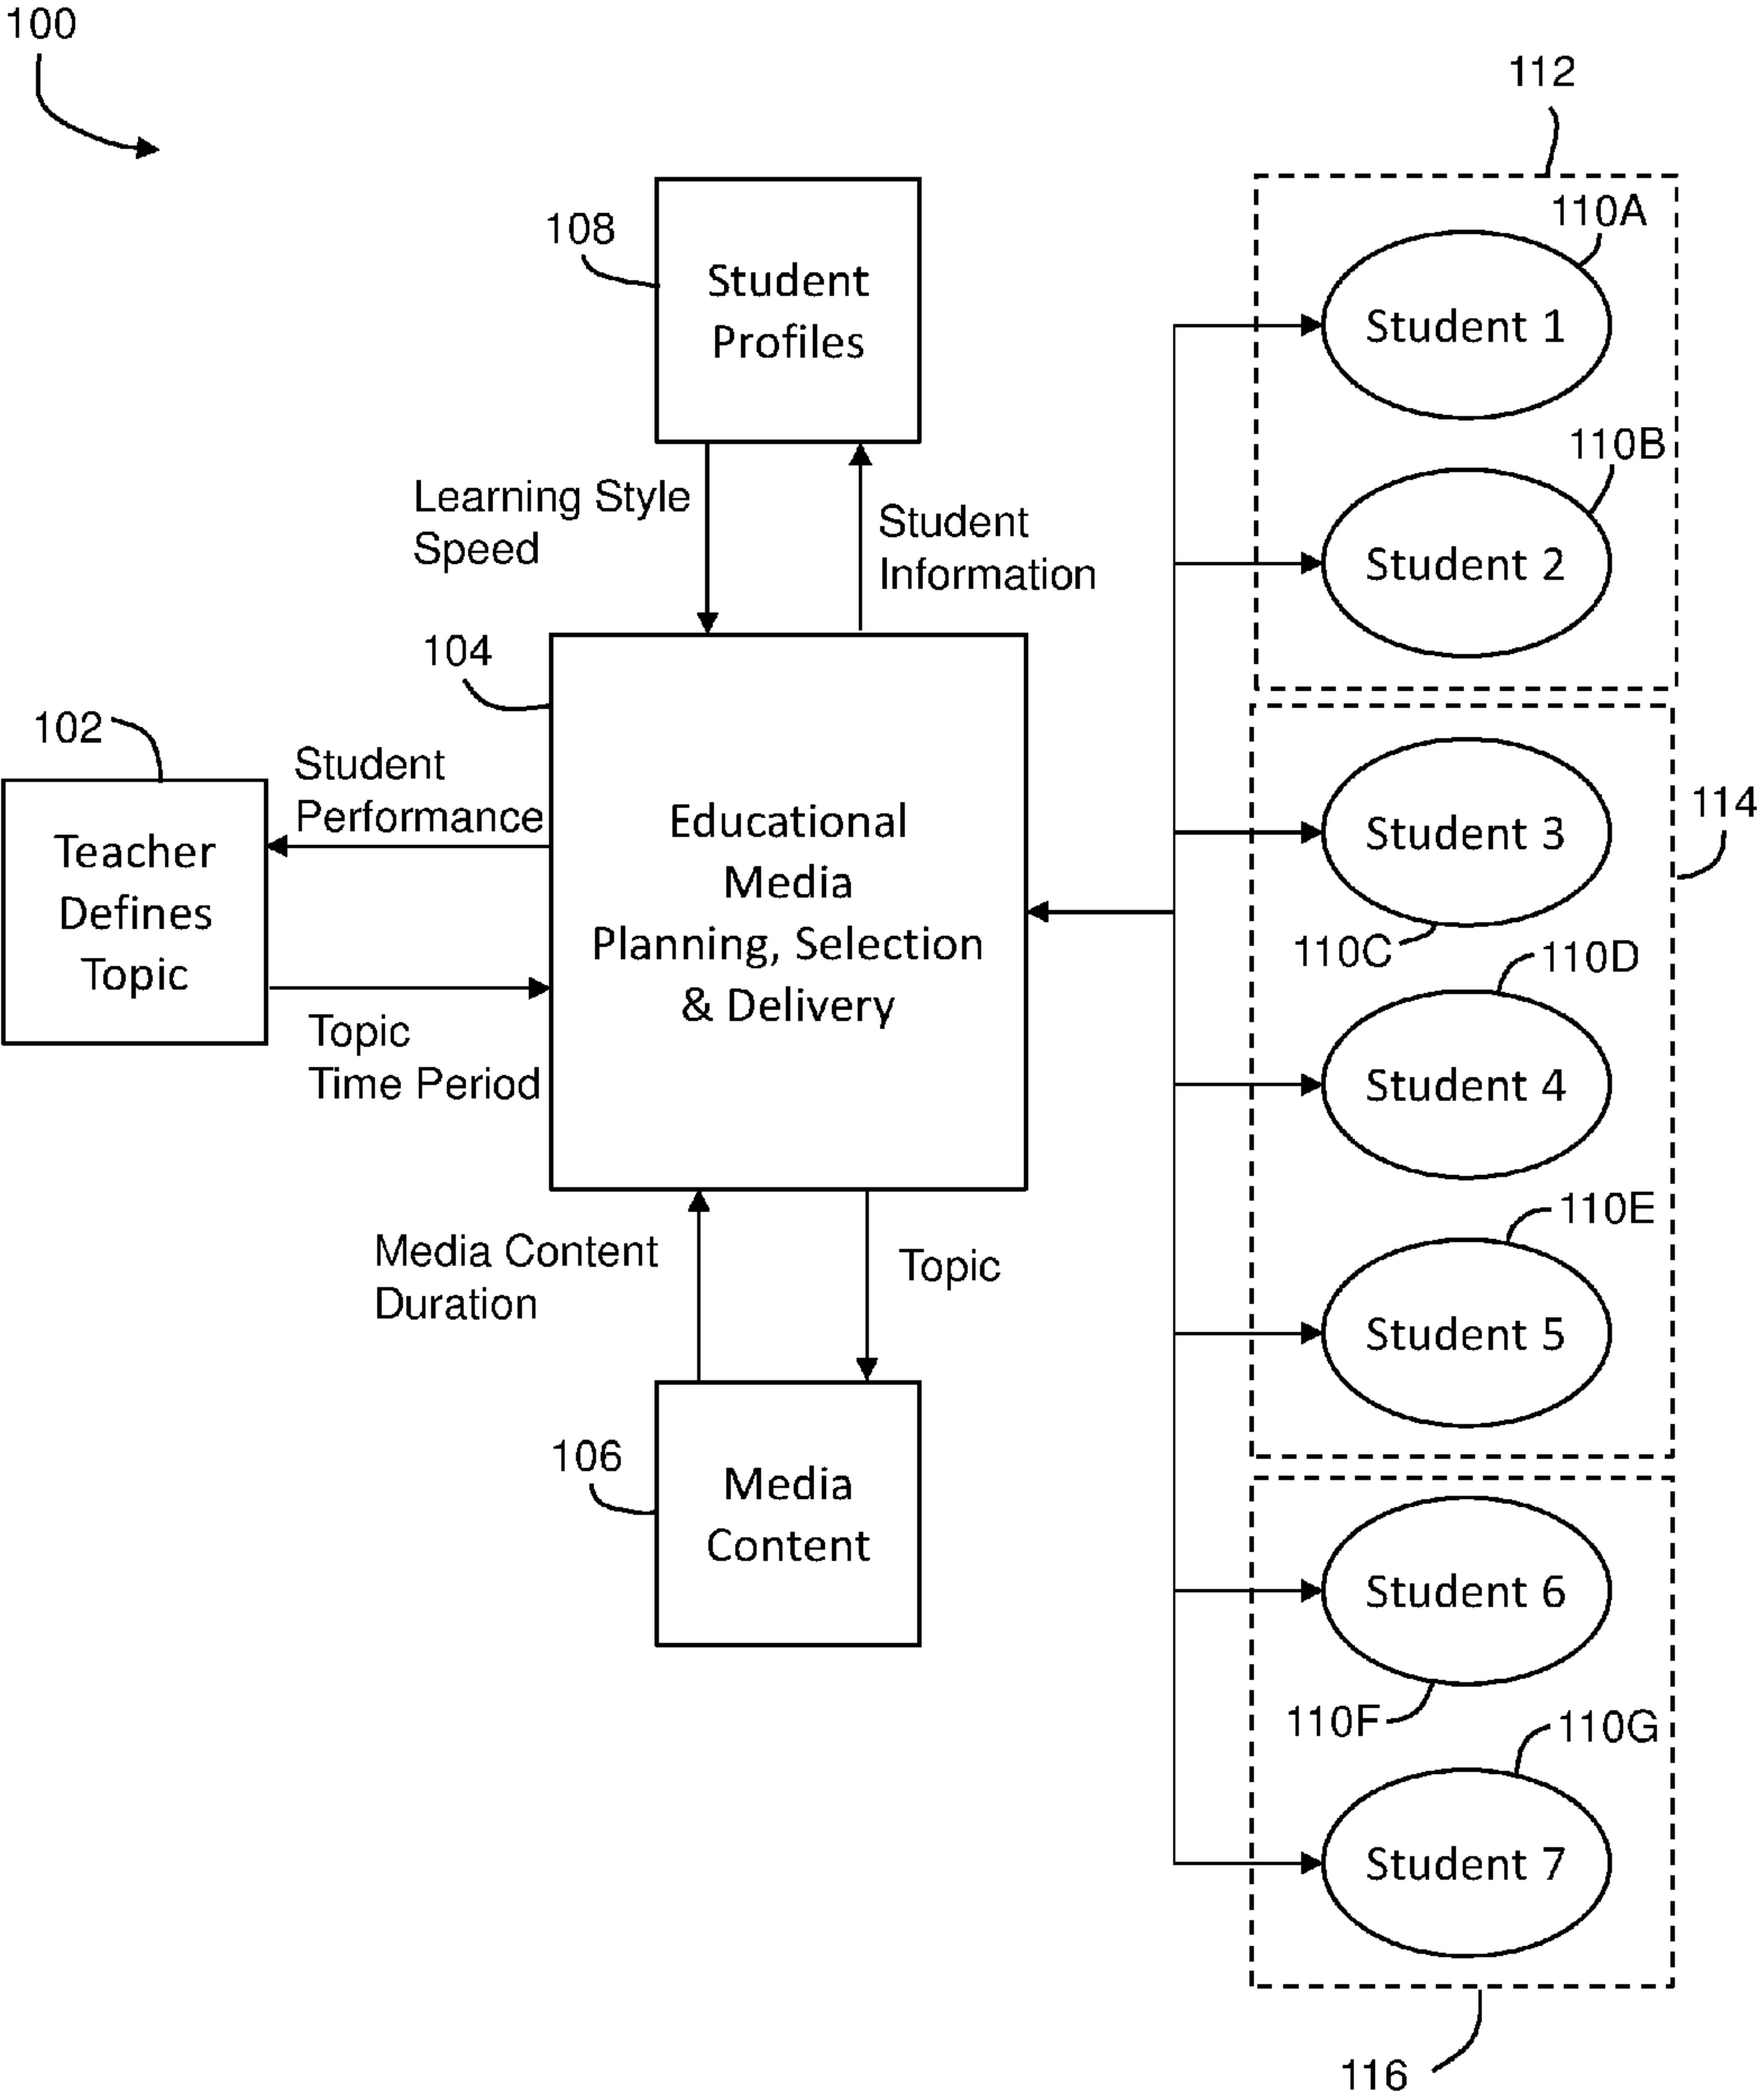 100
112
110A
108
Student
Profiles
Student 1
110B
Learning Style
Speed
Student
Information
Student 2
104
102
Student
Performance
Teacher
Defines
Topic
Educational
Media
Planning, Selection
& Delivery
Topic
Time Period
114
Student 3
110C
110D
Student 4
110E
Media Content
Duration
Topic
Student 5
106
Media
Content
Student 6
110F
110G
Student 7
116